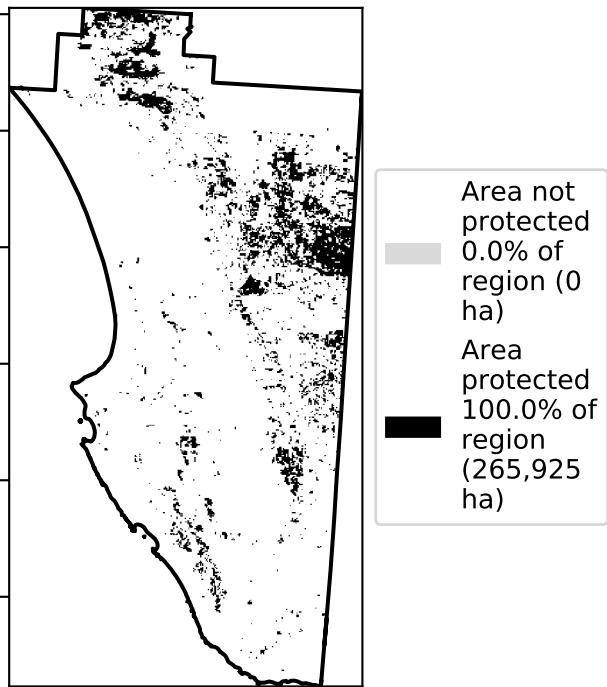 Area not
protected
0.0% of
region (0
ha)
Area
protected
100.0% of
region
(265,925
ha)